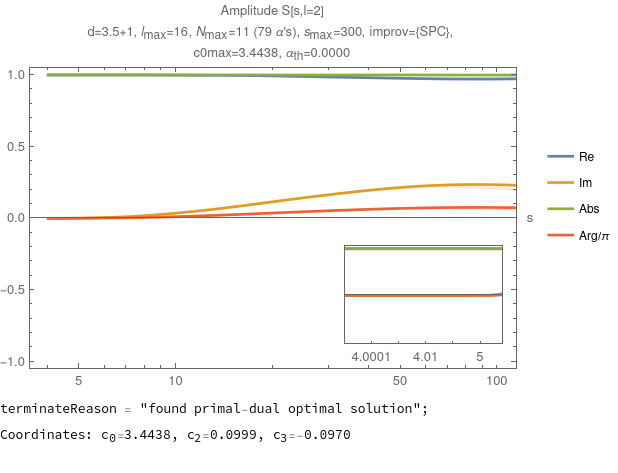 Amplitude S[s,l=2]
d=3.5+1, lmax=16, Nmax=11 (79 α's), smax=300, improv={SPC},
c0max=3.4438, αth=0.0000
1.0
0.5
0.0
-0.5
-1.0
5
10
50
100
s
Re
Im
Abs
Arg/π
4.0001
4.01
5
terminateReason = "found primal-dual optimal solution";
Coordinates: c0=3.4438, c2=0.0999, c3=-0.0970